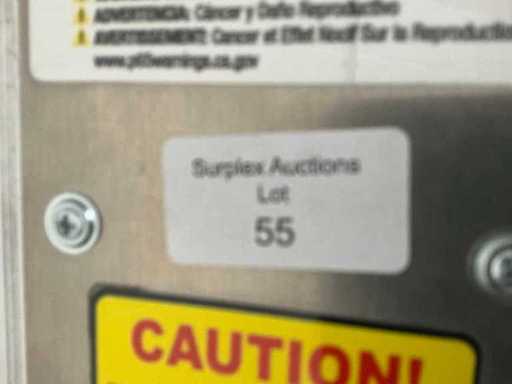 ADVERTENCIA: Cáncer y Daño Reproductivo
AVERTISSEMENT: Cancer et Effet Nocif Sur la Reproduction
www.p65warnings.ca.gov
Surplex Auctions
Lot
55
CAUTION!